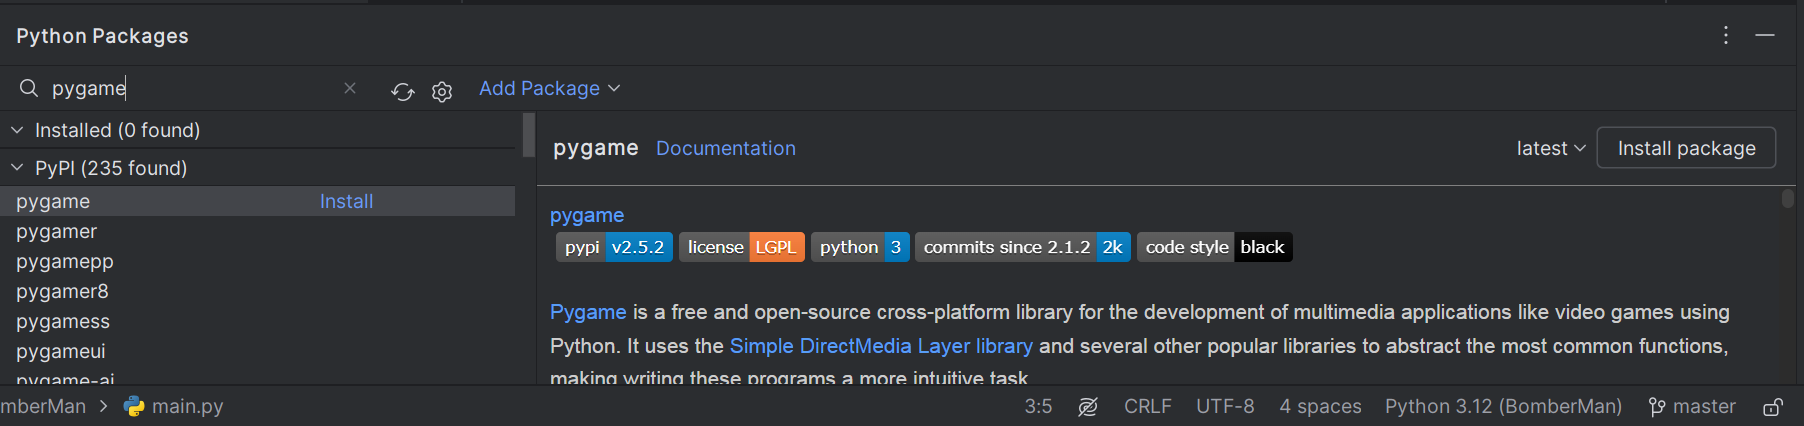 Python Packages
pygame
Add Package
Installed (0 found)
PyPI (235 found)
pygame Install
pygamer
pygamepp
pygamer8
pygamess
pygameui
pygame-ai
pygame Documentation latest Install package
pygame
pypi v2.5.2 license LGPL python 3 commits since 2.1.2 2k code style black
Pygame is a free and open-source cross-platform library for the development of multimedia applications like video games using
Python. It uses the Simple DirectMedia Layer library and several other popular libraries to abstract the most common functions,
making writing these programs a more intuitive task
mberMan > main.py 3:5 CRLF UTF-8 4 spaces Python 3.12 (BomberMan) master